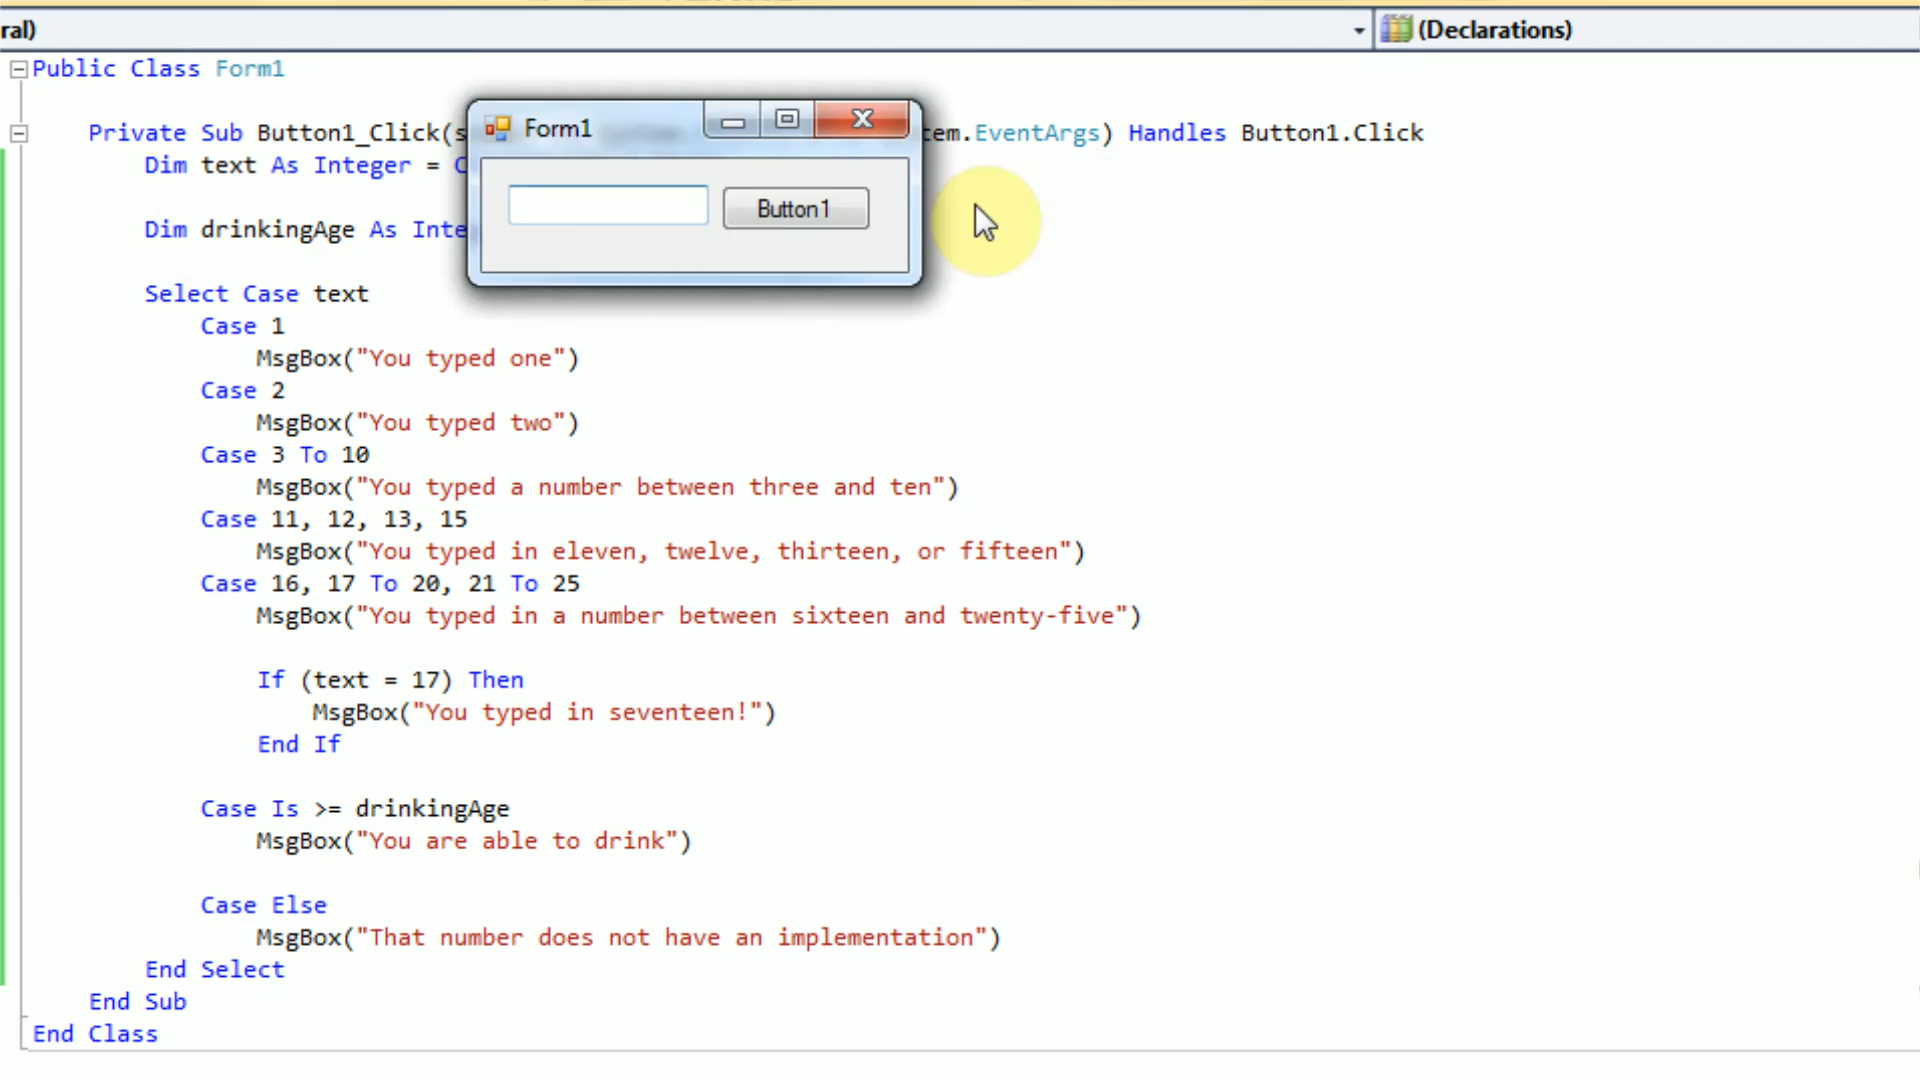 ral)
(Declarations)
Public Class Form1
Form1
Private Sub Button1_Click(s tem.EventArgs) Handles Button1.Click
Dim text As Integer = C
Button1
Dim drinkingAge As Inte
Select Case text
Case 1
MsgBox("You typed one")
Case 2
MsgBox("You typed two")
Case 3 To 10
MsgBox("You typed a number between three and ten")
Case 11, 12, 13, 15
MsgBox("You typed in eleven, twelve, thirteen, or fifteen")
Case 16, 17 To 20, 21 To 25
MsgBox("You typed in a number between sixteen and twenty-five")
If (text = 17) Then
MsgBox("You typed in seventeen!")
End If
Case Is >= drinkingAge
MsgBox("You are able to drink")
Case Else
MsgBox("That number does not have an implementation")
End Select
End Sub
End Class